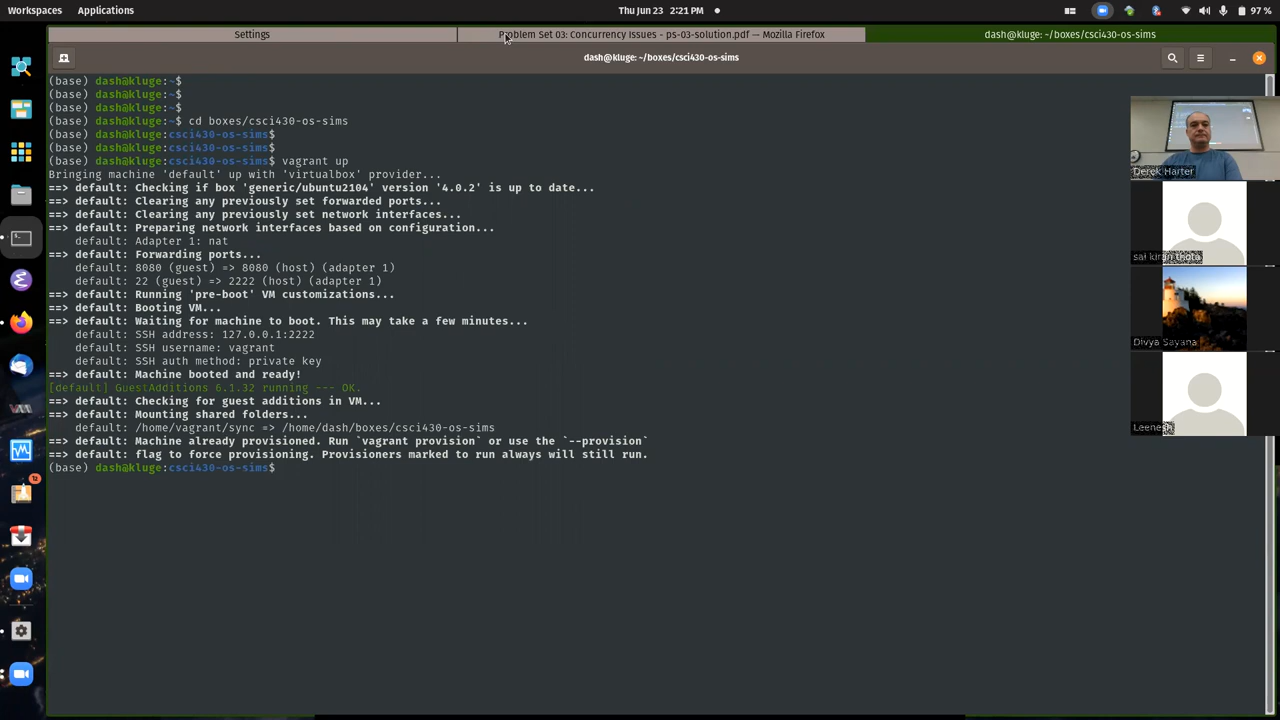 Workspaces Applications Thu Jun 23 2:21 PM 97 %
Settings Problem Set 03: Concurrency Issues - ps-03-solution.pdf — Mozilla Firefox dash@kluge: ~/boxes/csci430-os-sims
dash@kluge: ~/boxes/csci430-os-sims
(base) dash@kluge:~$
(base) dash@kluge:~$
(base) dash@kluge:~$
(base) dash@kluge:~$ cd boxes/csci430-os-sims
(base) dash@kluge:csci430-os-sims$
(base) dash@kluge:csci430-os-sims$
(base) dash@kluge:csci430-os-sims$ vagrant up
Bringing machine 'default' up with 'virtualbox' provider...
==> default: Checking if box 'generic/ubuntu2104' version '4.0.2' is up to date...
==> default: Clearing any previously set forwarded ports...
==> default: Clearing any previously set network interfaces...
==> default: Preparing network interfaces based on configuration...
default: Adapter 1: nat
==> default: Forwarding ports...
default: 8080 (guest) => 8080 (host) (adapter 1)
default: 22 (guest) => 2222 (host) (adapter 1)
==> default: Running 'pre-boot' VM customizations...
==> default: Booting VM...
==> default: Waiting for machine to boot. This may take a few minutes...
default: SSH address: 127.0.0.1:2222
default: SSH username: vagrant
default: SSH auth method: private key
==> default: Machine booted and ready!
[default] GuestAdditions 6.1.32 running --- OK.
==> default: Checking for guest additions in VM...
==> default: Mounting shared folders...
default: /home/vagrant/sync => /home/dash/boxes/csci430-os-sims
==> default: Machine already provisioned. Run `vagrant provision` or use the `--provision`
==> default: flag to force provisioning. Provisioners marked to run always will still run.
(base) dash@kluge:csci430-os-sims$
Derek Harter
sai kiran thota
Divya Sayana
Leenesh
12